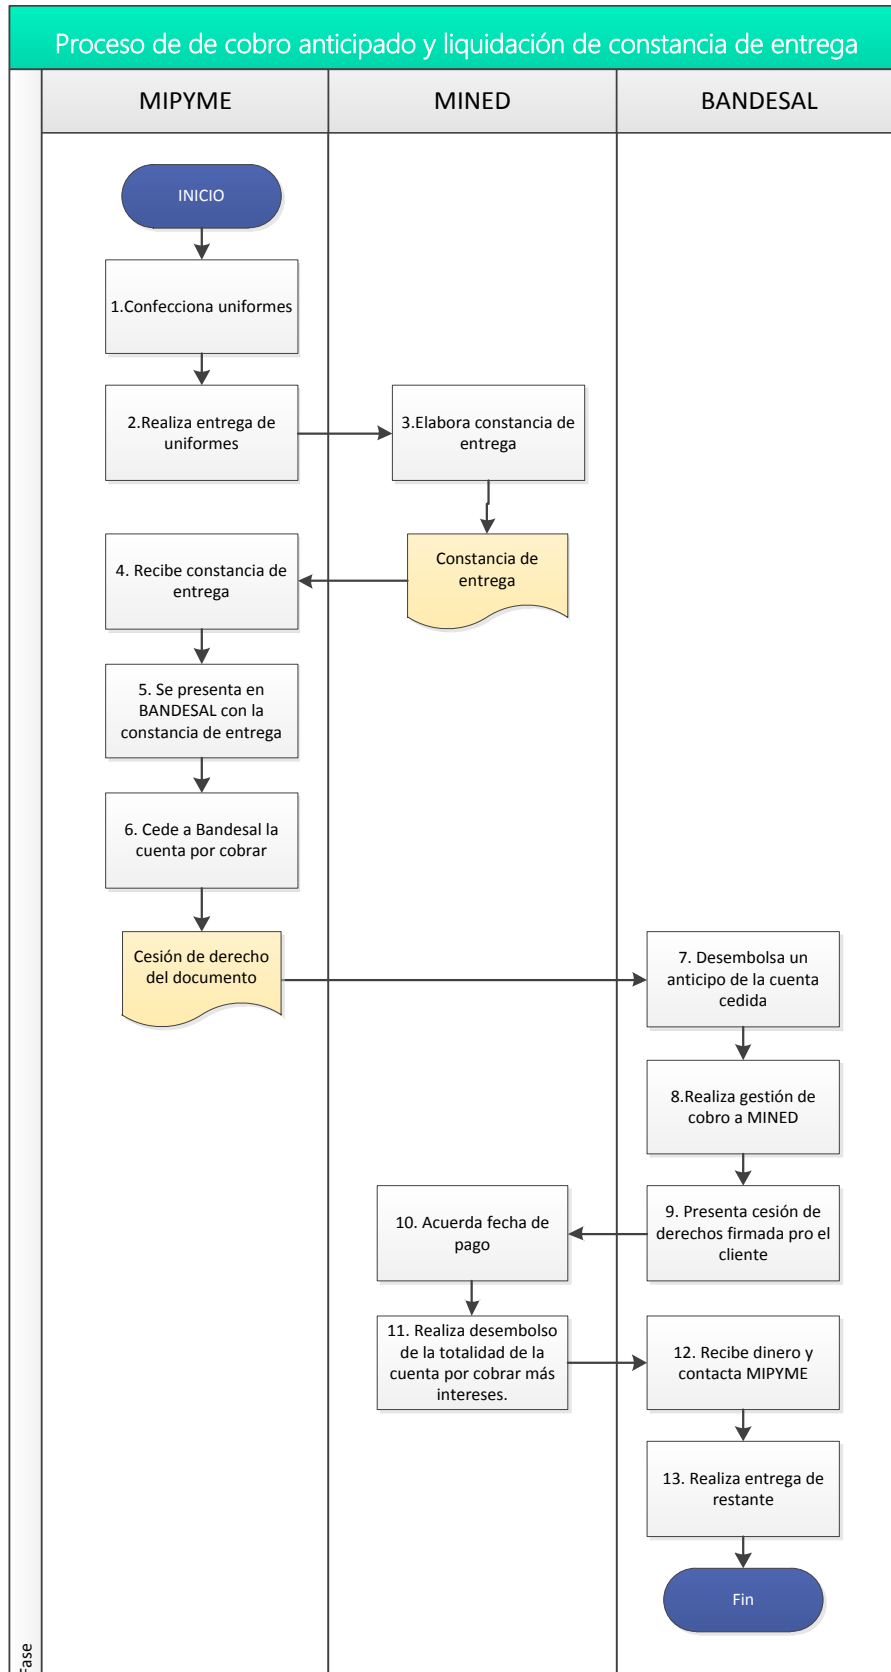 Proceso de de cobro anticipado y liquidación de constancia de entrega
MIPYME
MINED
BANDESAL
INICIO
1.Confecciona uniformes
2.Realiza entrega de
uniformes
3.Elabora constancia de
entrega
Constancia de
entrega
4. Recibe constancia de
entrega
5. Se presenta en
BANDESAL con la
constancia de entrega
6. Cede a Bandesal la
cuenta por cobrar
Cesión de derecho
del documento
7. Desembolsa un
anticipo de la cuenta
cedida
8.Realiza gestión de
cobro a MINED
9. Presenta cesión de
derechos firmada pro el
cliente
10. Acuerda fecha de
pago
11. Realiza desembolso
de la totalidad de la
cuenta por cobrar más
intereses.
12. Recibe dinero y
contacta MIPYME
13. Realiza entrega de
restante
Fin
Fase